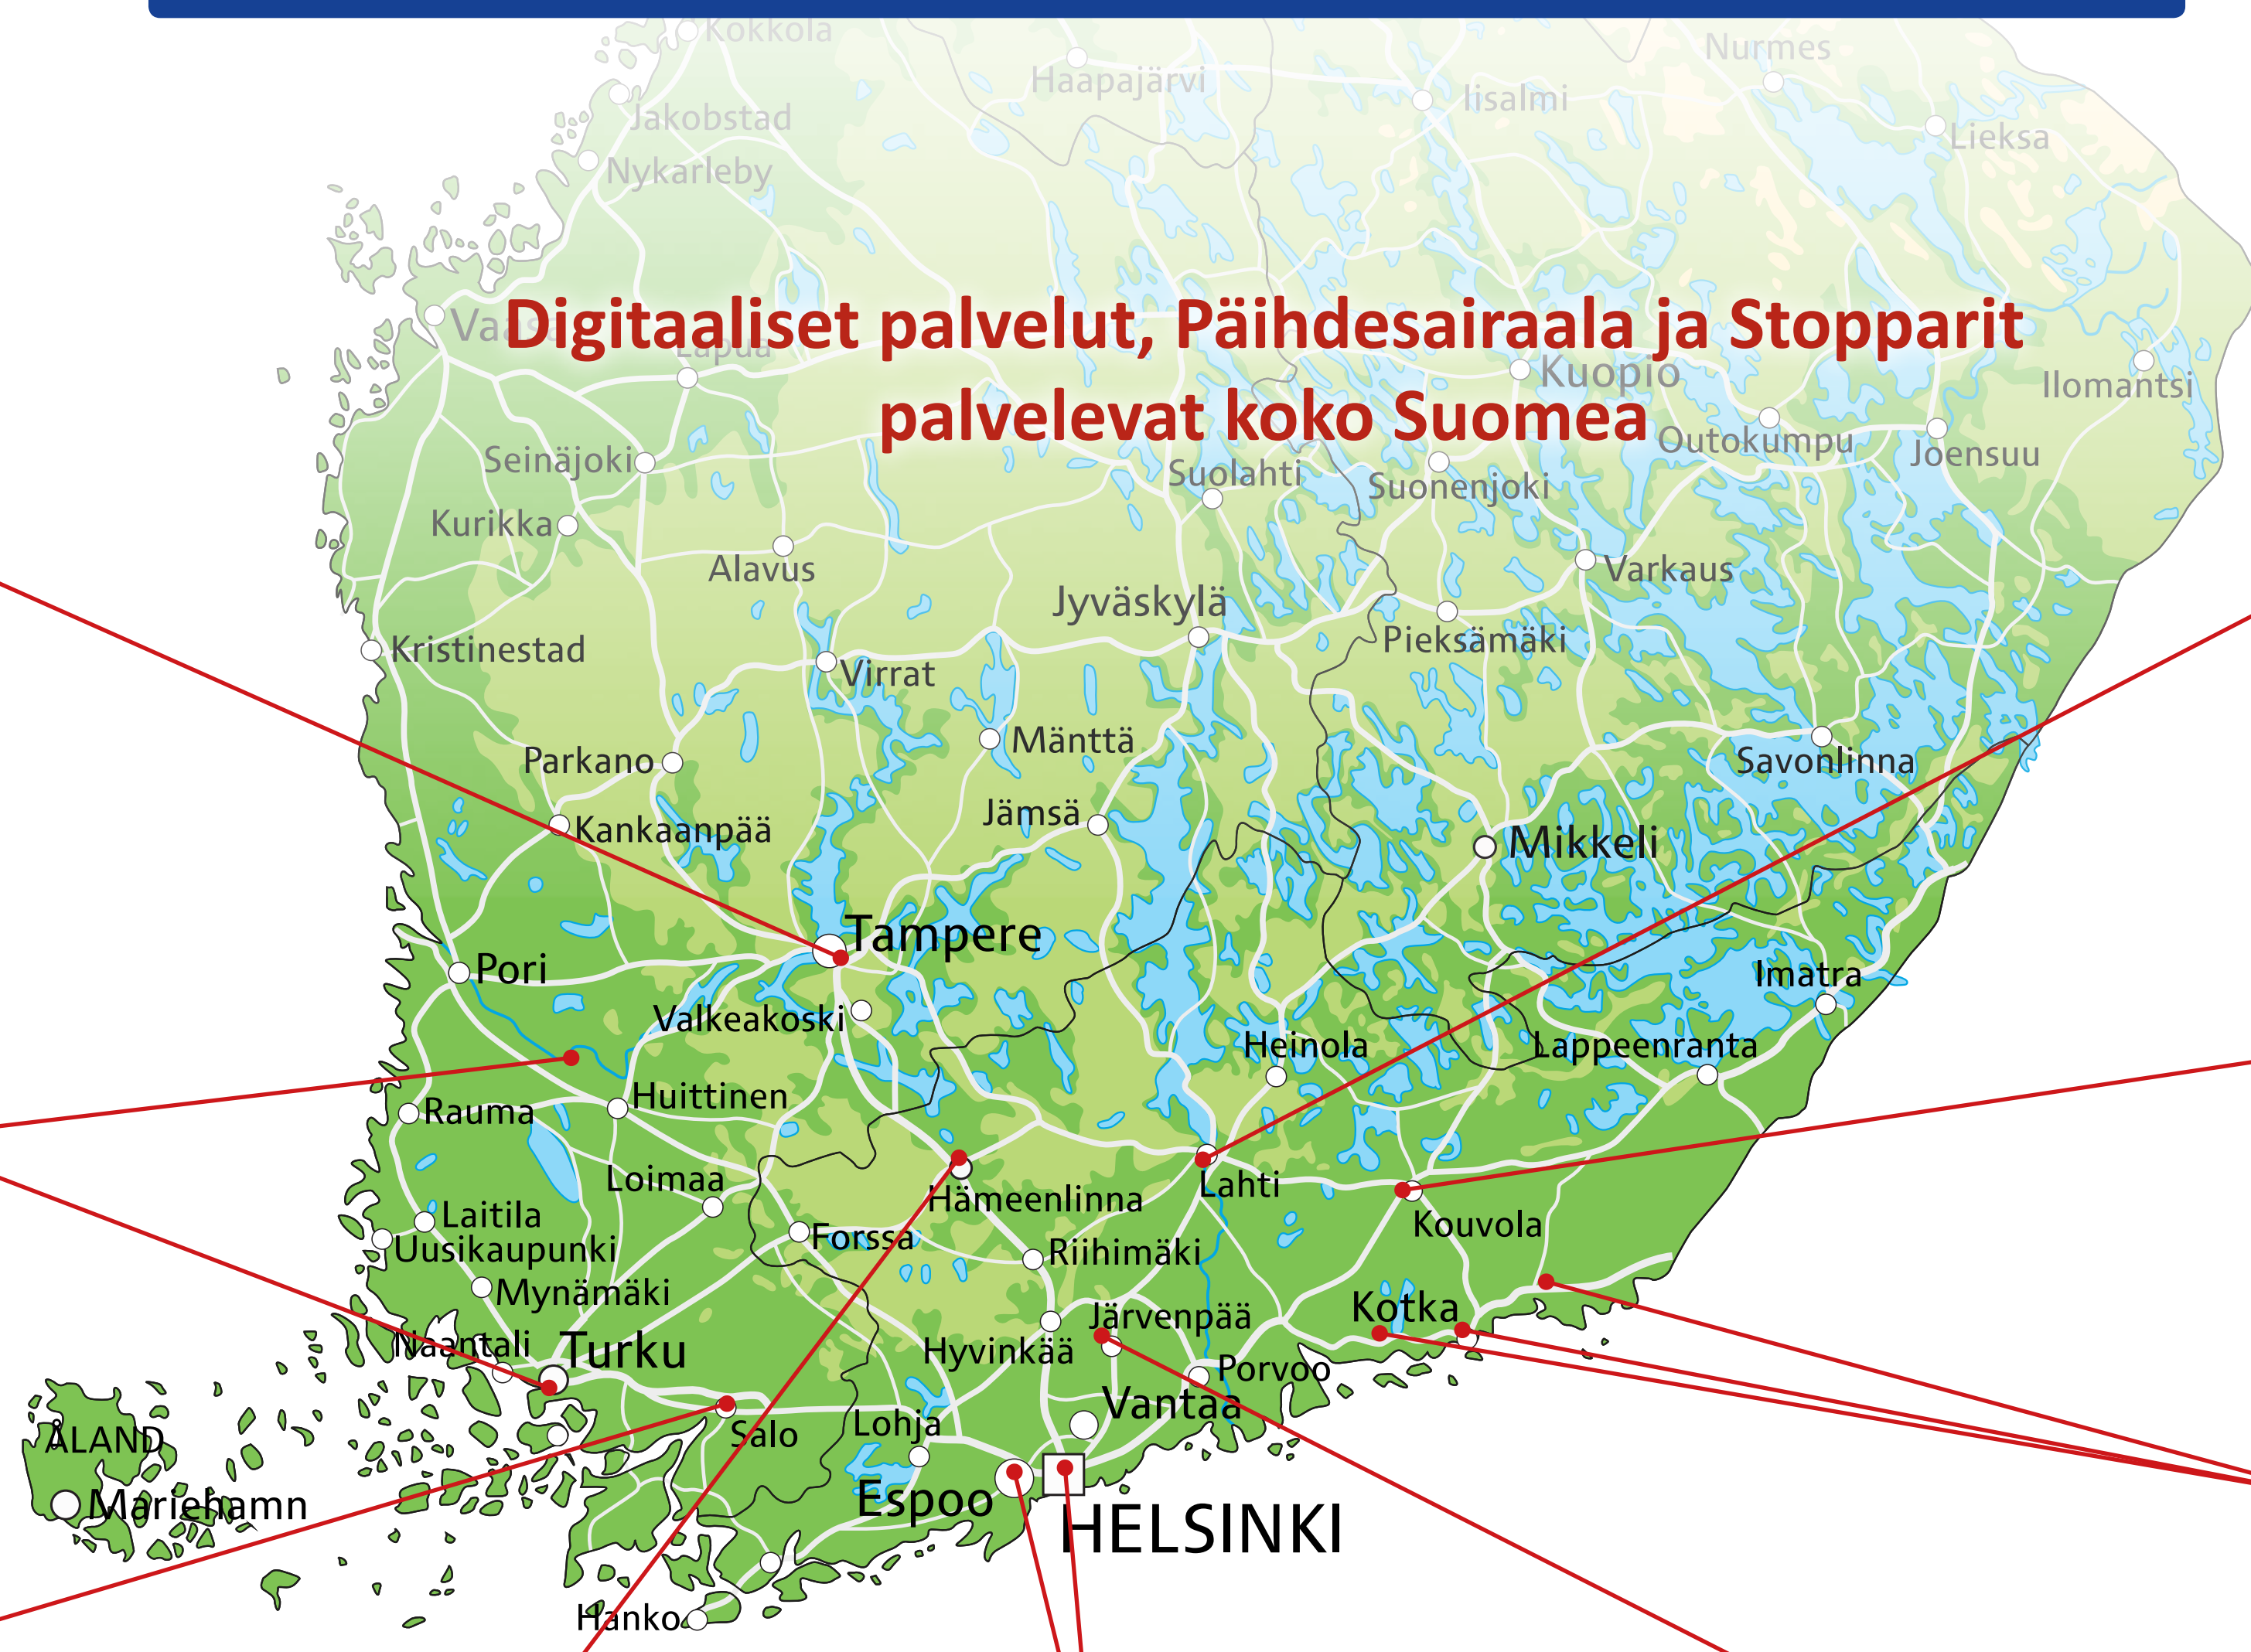 Kokkola
Nurmes
Haapajärvi
Iisalmi
Jakobstad
Lieksa
Nykarleby
Digitaaliset palvelut, Päihdesairaala ja Stopparit
Vaasa
Lapua
palvelevat koko Suomea
Kuopio
Ilomantsi
Outokumpu
Joensuu
Seinäjoki
Suolahti
Suonenjoki
Kurikka
Alavus
Varkaus
Jyväskylä
Kristinestad
Pieksämäki
Virrat
Mänttä
Parkano
Savonlinna
Jämsä
Kankaanpää
Mikkeli
Tampere
Pori
Imatra
Valkeakoski
Heinola
Lappeenranta
Huittinen
Rauma
Loimaa
Lahti
Hämeenlinna
Laitila
Kouvola
Forssa
Uusikaupunki
Riihimäki
Mynämäki
Kotka
Järvenpää
Naantali
Turku
Hyvinkää
Porvoo
Vantaa
Lohja
Salo
ÅLAND
Espoo
Mariehamn
HELSINKI
Hanko